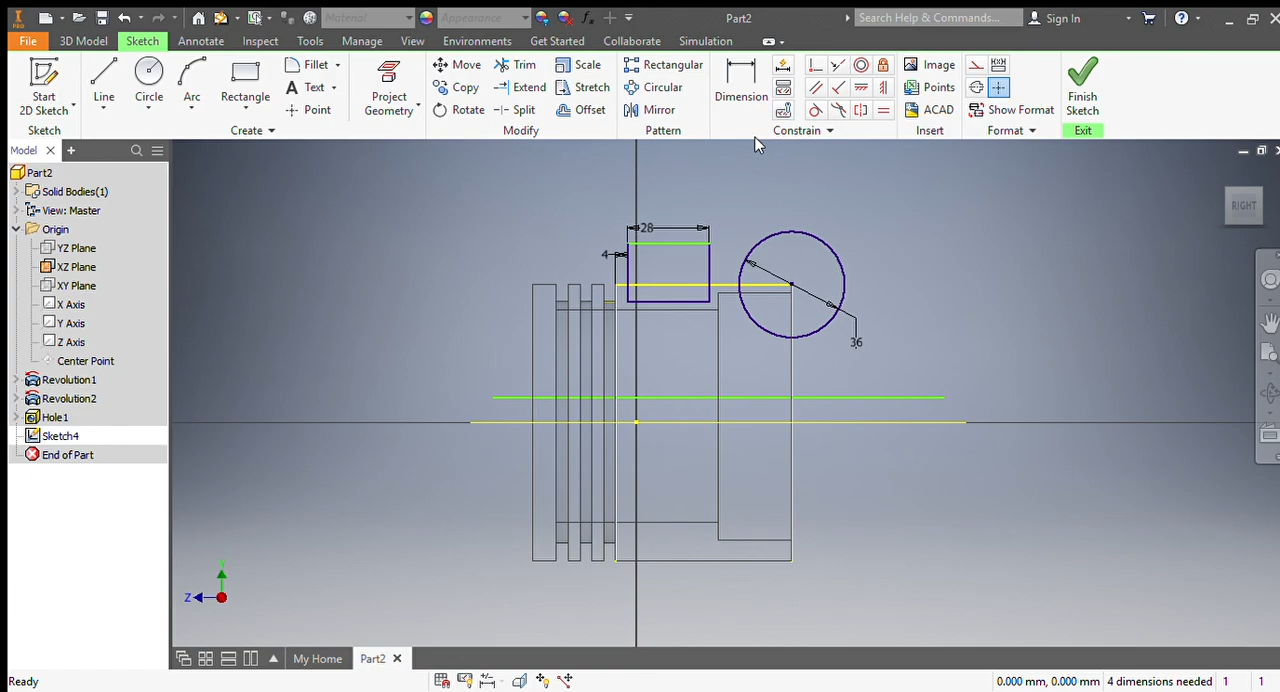 PRO
Material
Appearance
Part2
Search Help & Commands...
Sign In
File
3D Model
Sketch
Annotate
Inspect
Tools
Manage
View
Environments
Get Started
Collaborate
Simulation
Start
2D Sketch
Line
Circle
Arc
Rectangle
Fillet
Text
Point
Project
Geometry
Move
Copy
Rotate
Trim
Extend
Split
Scale
Stretch
Offset
Rectangular
Circular
Mirror
Dimension
Image
Points
ACAD
Show Format
Finish
Sketch
Sketch
Create
Modify
Pattern
Constrain
Insert
Format
Exit
Model
Part2
Solid Bodies(1)
View: Master
Origin
YZ Plane
XZ Plane
XY Plane
X Axis
Y Axis
Z Axis
Center Point
Revolution1
Revolution2
Hole1
Sketch4
End of Part
28
4
36
RIGHT
Y
Z
My Home
Part2
Ready
0.000 mm, 0.000 mm
4 dimensions needed
1
1